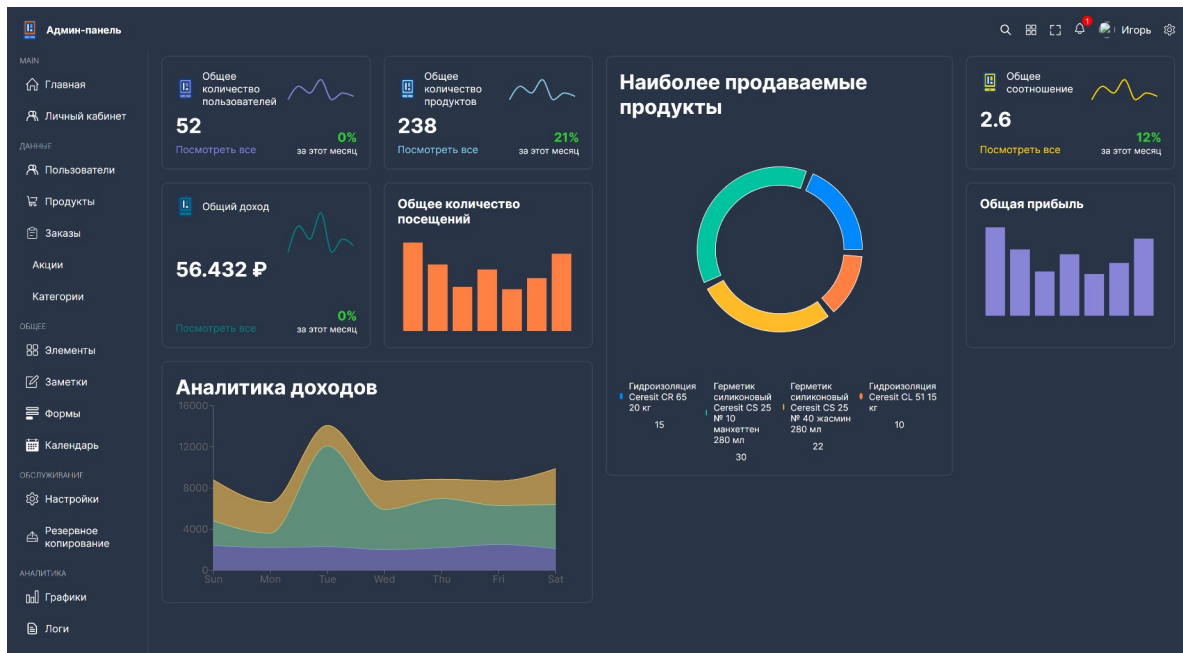 Админ-панель
1
Игорь
MAIN
Главная
Личный кабинет
ДАННЫЕ
Пользователи
Продукты
Заказы
Акции
Категории
ОБЩЕЕ
Элементы
Заметки
Формы
Календарь
ОБСЛУЖИВАНИЕ
Настройки
Резервное
копирование
АНАЛИТИКА
Графики
Логи
Общее
количество
пользователей
52
0%
Посмотреть все
за этот месяц
Общее
количество
продуктов
238
21%
Посмотреть все
за этот месяц
Общий доход
56.432 ₽
0%
Посмотреть все
за этот месяц
Общее количество
посещений
Аналитика доходов
16000
12000
8000
4000
0
Sun Mon Tue Wed Thu Fri Sat
Наиболее продаваемые
продукты
Гидроизоляция
Ceresit CR 65
20 кг
15
Герметик
силиконовый
Ceresit CS 25
№ 10
манхеттен
280 мл
30
Герметик
силиконовый
Ceresit CS 25
№ 40 жасмин
280 мл
22
Гидроизоляция
Ceresit CL 51 15
кг
10
Общее
соотношение
2.6
12%
Посмотреть все
за этот месяц
Общая прибыль